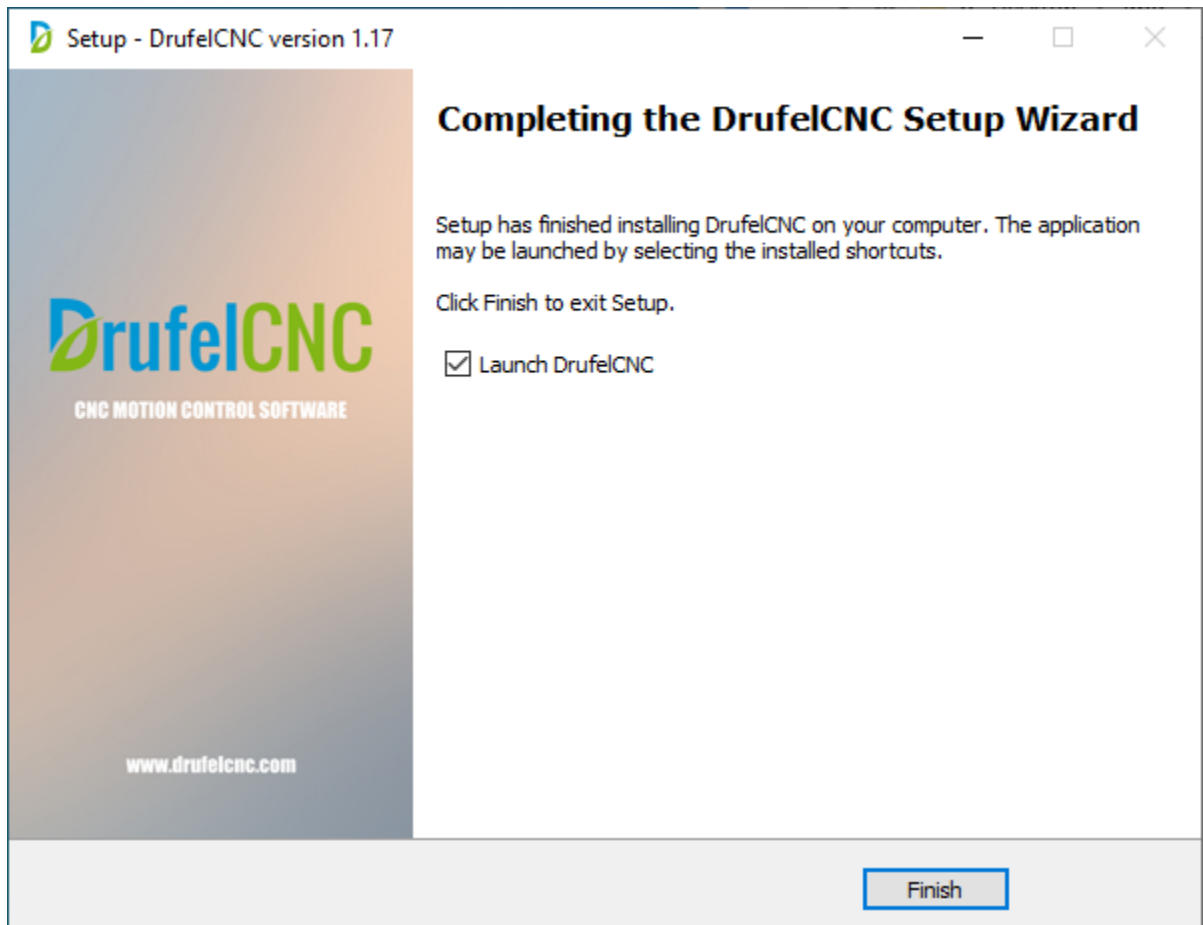 Setup - DrufelCNC version 1.17
Completing the DrufelCNC Setup Wizard
Setup has finished installing DrufelCNC on your computer. The application
may be launched by selecting the installed shortcuts.
Click Finish to exit Setup.
Launch DrufelCNC
DrufelCNC
CNC MOTION CONTROL SOFTWARE
www.drufelcnc.com
Finish